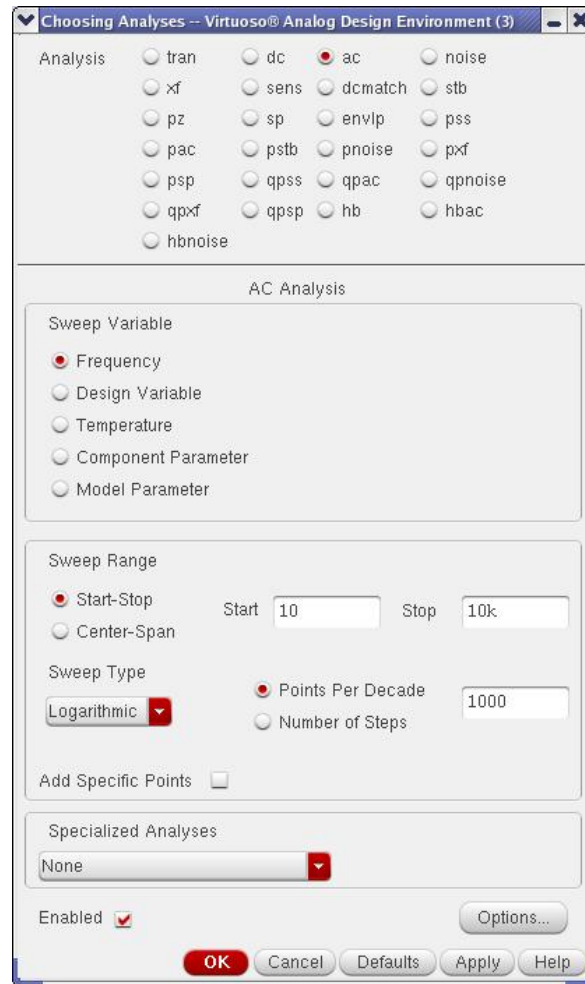 Choosing Analyses -- Virtuoso® Analog Design Environment (3)
Analysis tran dc ac noise
xf sens dcmatch stb
pz sp envlp pss
pac pstb pnoise pxf
psp qpss qpac qpnoise
qpxf qpsp hb hbac
hbnoise
AC Analysis
Sweep Variable
Frequency
Design Variable
Temperature
Component Parameter
Model Parameter
Sweep Range
Start-Stop Start 10 Stop 10k
Center-Span
Sweep Type
Logarithmic Points Per Decade 1000
Number of Steps
Add Specific Points
Specialized Analyses
None
Enabled Options...
OK Cancel Defaults Apply Help